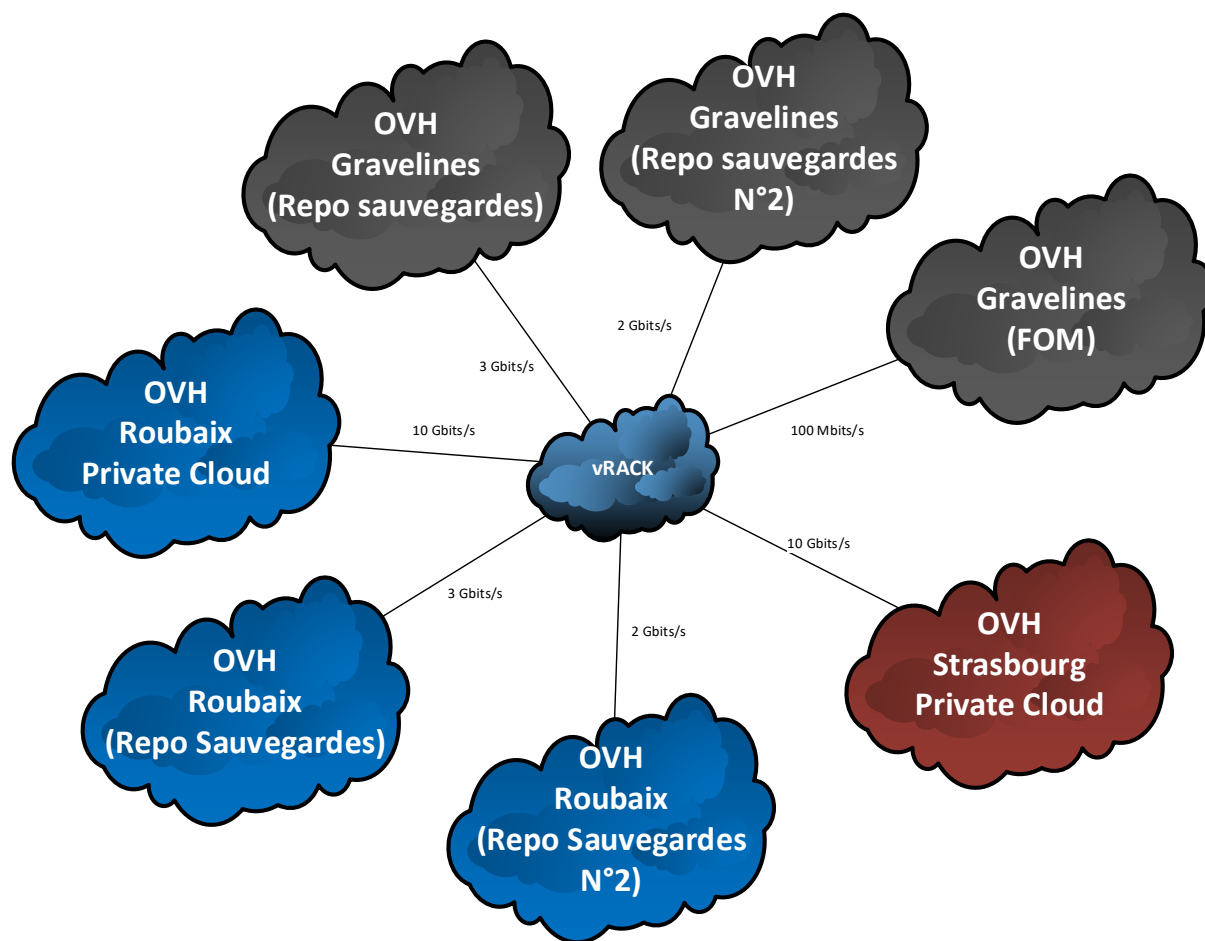 OVH
Gravelines
(Repo sauvegardes)
OVH
Gravelines
(Repo sauvegardes
N°2)
OVH
Gravelines
(FOM)
2 Gbits/s
3 Gbits/s
100 Mbits/s
OVH
Roubaix
Private Cloud
10 Gbits/s
vRACK
10 Gbits/s
3 Gbits/s
2 Gbits/s
OVH
Strasbourg
Private Cloud
OVH
Roubaix
(Repo Sauvegardes)
OVH
Roubaix
(Repo Sauvegardes
N°2)